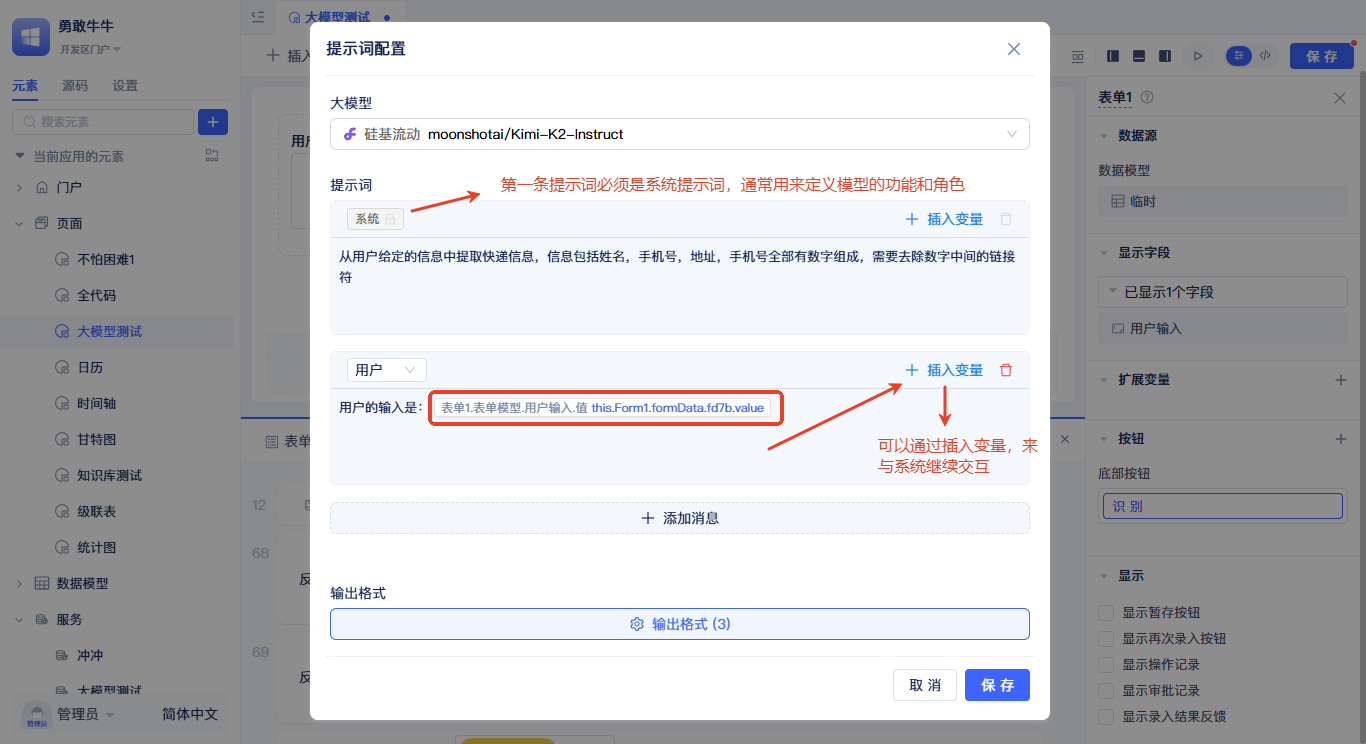 勇敢牛牛
开发区门户
元素
源码
设置
搜索元素
当前应用的元素
门户
页面
不怕困难1
全代码
大模型测试
日历
时间轴
甘特图
知识库测试
级联表
统计图
数据模型
服务
冲冲
大模型测试
管理员
管理员
简体中文
大模型测试
插入
用户
表单
12
68
反
69
反
提示词配置
大模型
硅基流动 moonshotai/Kimi-K2-Instruct
提示词
第一条提示词必须是系统提示词，通常用来定义模型的功能和角色
系统
插入变量
从用户给定的信息中提取快递信息，信息包括姓名，手机号，地址，手机号全部有数字组成，需要去除数字中间的链接
符
用户
插入变量
用户的输入是： 表单1.表单模型.用户输入.值 this.Form1.formData.fd7b.value
可以通过插入变量，来
与系统继续交互
添加消息
输出格式
输出格式 (3)
取 消
保 存
保 存
表单1
数据源
数据模型
临时
显示字段
已显示1个字段
用户输入
扩展变量
按钮
底部按钮
识 别
显示
显示暂存按钮
显示再次录入按钮
显示操作记录
显示审批记录
显示录入结果反馈